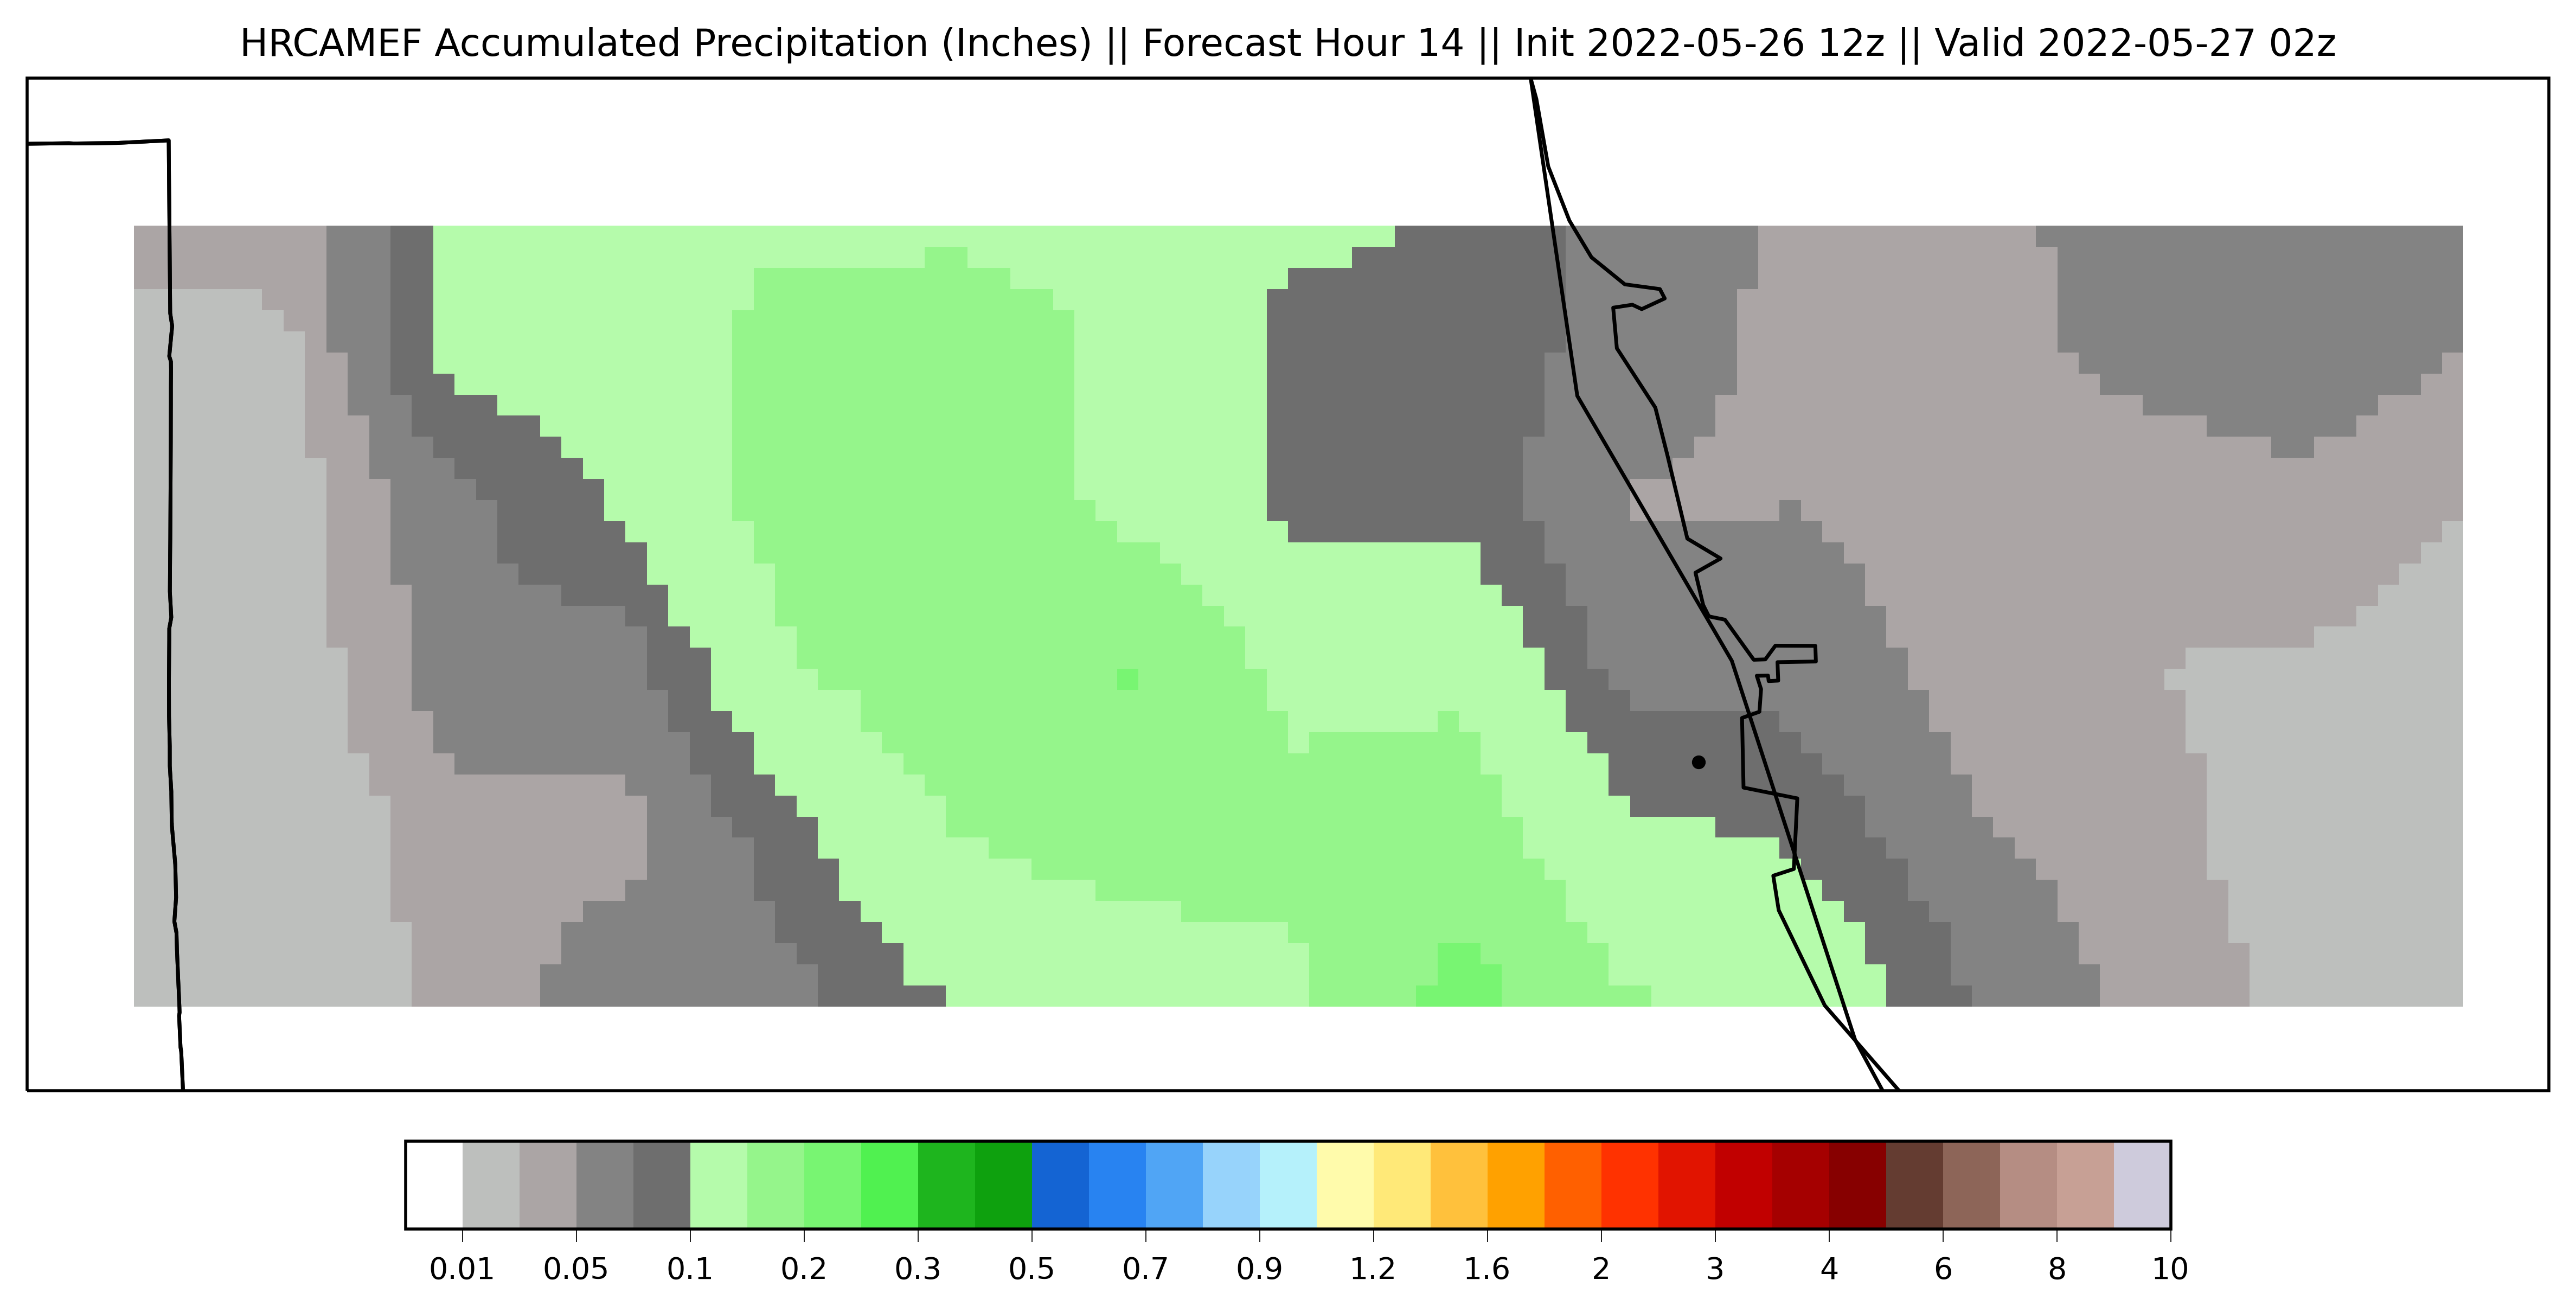 HRCAMEF Accumulated Precipitation (Inches) || Forecast Hour 14 || Init 2022-05-26 12z || Valid 2022-05-27 02z
0.01 0.05 0.1 0.2 0.3 0.5 0.7 0.9 1.2 1.6 2 3 4 6 8 10